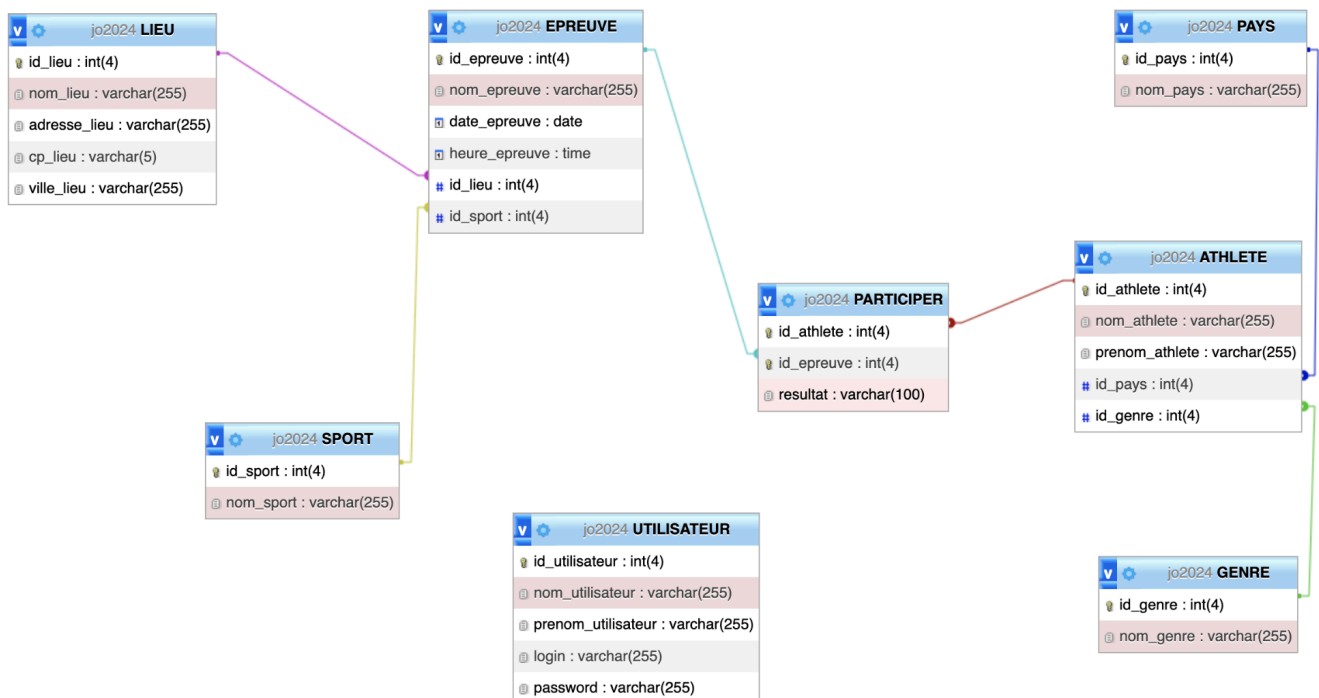 jo2024 LIEU
id_lieu : int(4)
nom_lieu : varchar(255)
adresse_lieu : varchar(255)
cp_lieu : varchar(5)
ville_lieu : varchar(255)
jo2024 EPREUVE
id_epreuve : int(4)
nom_epreuve : varchar(255)
date_epreuve : date
heure_epreuve : time
id_lieu : int(4)
id_sport : int(4)
jo2024 PAYS
id_pays : int(4)
nom_pays : varchar(255)
jo2024 PARTICIPER
id_athlete : int(4)
id_epreuve : int(4)
resultat : varchar(100)
jo2024 ATHLETE
id_athlete : int(4)
nom_athlete : varchar(255)
prenom_athlete : varchar(255)
id_pays : int(4)
id_genre : int(4)
jo2024 SPORT
id_sport : int(4)
nom_sport : varchar(255)
jo2024 UTILISATEUR
id_utilisateur : int(4)
nom_utilisateur : varchar(255)
prenom_utilisateur : varchar(255)
login : varchar(255)
password : varchar(255)
jo2024 GENRE
id_genre : int(4)
nom_genre : varchar(255)